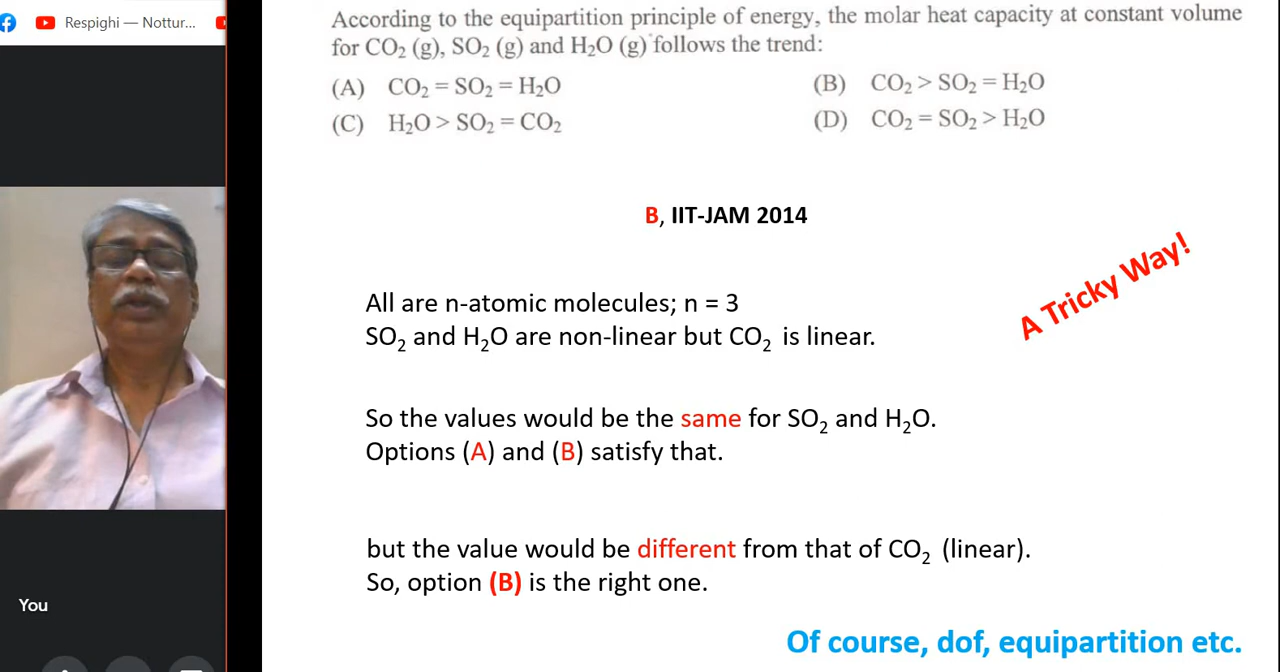 Respighi — Nottur...
According to the equipartition principle of energy, the molar heat capacity at constant volume
for CO₂ (g), SO₂ (g) and H₂O (g) follows the trend:
(A) CO₂ = SO₂ = H₂O
(B) CO₂ > SO₂ = H₂O
(C) H₂O > SO₂ = CO₂
(D) CO₂ = SO₂ > H₂O
B, IIT-JAM 2014
A Tricky Way!
All are n-atomic molecules; n = 3
SO₂ and H₂O are non-linear but CO₂ is linear.
So the values would be the same for SO₂ and H₂O.
Options (A) and (B) satisfy that.
but the value would be different from that of CO₂ (linear).
So, option (B) is the right one.
You
Of course, dof, equipartition etc.